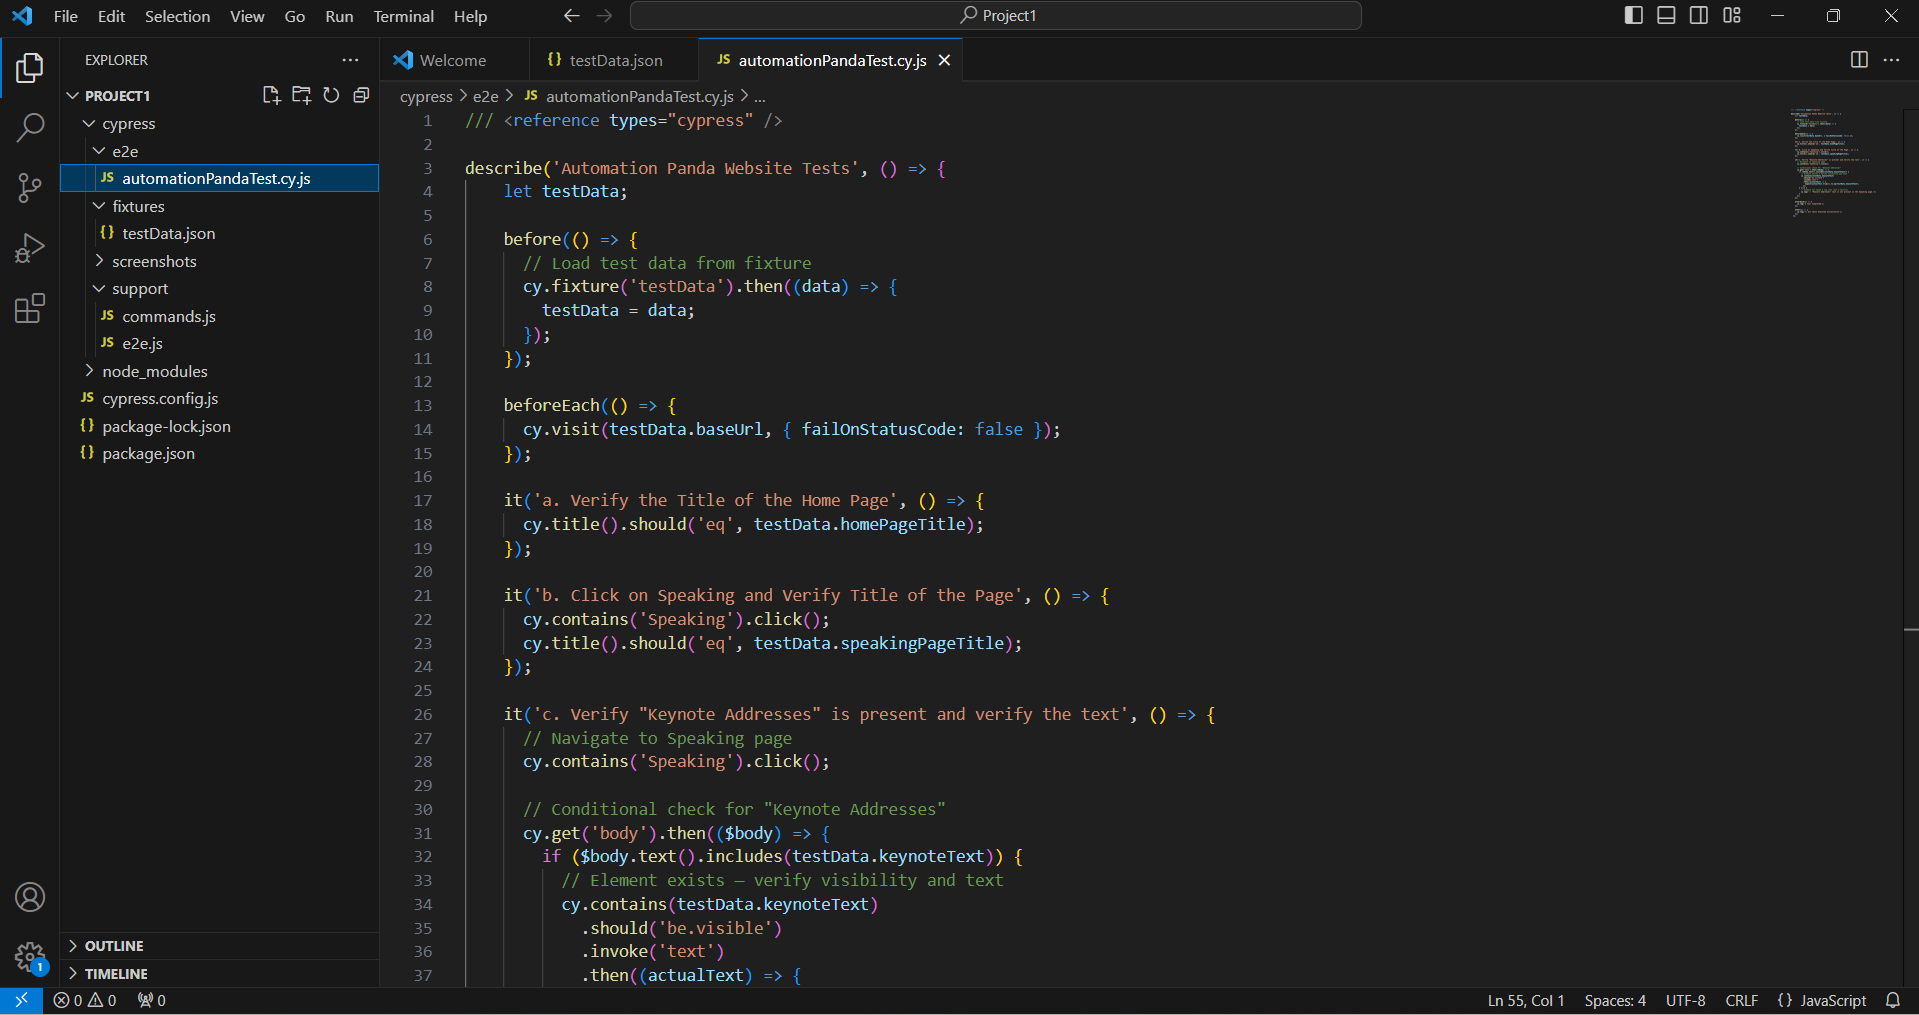 File Edit Selection View Go Run Terminal Help
Project1
EXPLORER
PROJECT1
cypress
e2e
JS automationPandaTest.cy.js
fixtures
{} testData.json
screenshots
support
JS commands.js
JS e2e.js
node_modules
JS cypress.config.js
{} package-lock.json
{} package.json
OUTLINE
TIMELINE
Welcome
{} testData.json
JS automationPandaTest.cy.js
cypress > e2e > JS automationPandaTest.cy.js > ...
1 /// <reference types="cypress" />
2
3 describe('Automation Panda Website Tests', () => {
4 let testData;
5
6 before(() => {
7 // Load test data from fixture
8 cy.fixture('testData').then((data) => {
9 testData = data;
10 });
11 });
12
13 beforeEach(() => {
14 cy.visit(testData.baseUrl, { failOnStatusCode: false });
15 });
16
17 it('a. Verify the Title of the Home Page', () => {
18 cy.title().should('eq', testData.homePageTitle);
19 });
20
21 it('b. Click on Speaking and Verify Title of the Page', () => {
22 cy.contains('Speaking').click();
23 cy.title().should('eq', testData.speakingPageTitle);
24 });
25
26 it('c. Verify "Keynote Addresses" is present and verify the text', () => {
27 // Navigate to Speaking page
28 cy.contains('Speaking').click();
29
30 // Conditional check for "Keynote Addresses"
31 cy.get('body').then(($body) => {
32 if ($body.text().includes(testData.keynoteText)) {
33 // Element exists – verify visibility and text
34 cy.contains(testData.keynoteText)
35 .should('be.visible')
36 .invoke('text')
37 .then((actualText) => {
1
0 0 0
Ln 55, Col 1 Spaces: 4 UTF-8 CRLF {} JavaScript